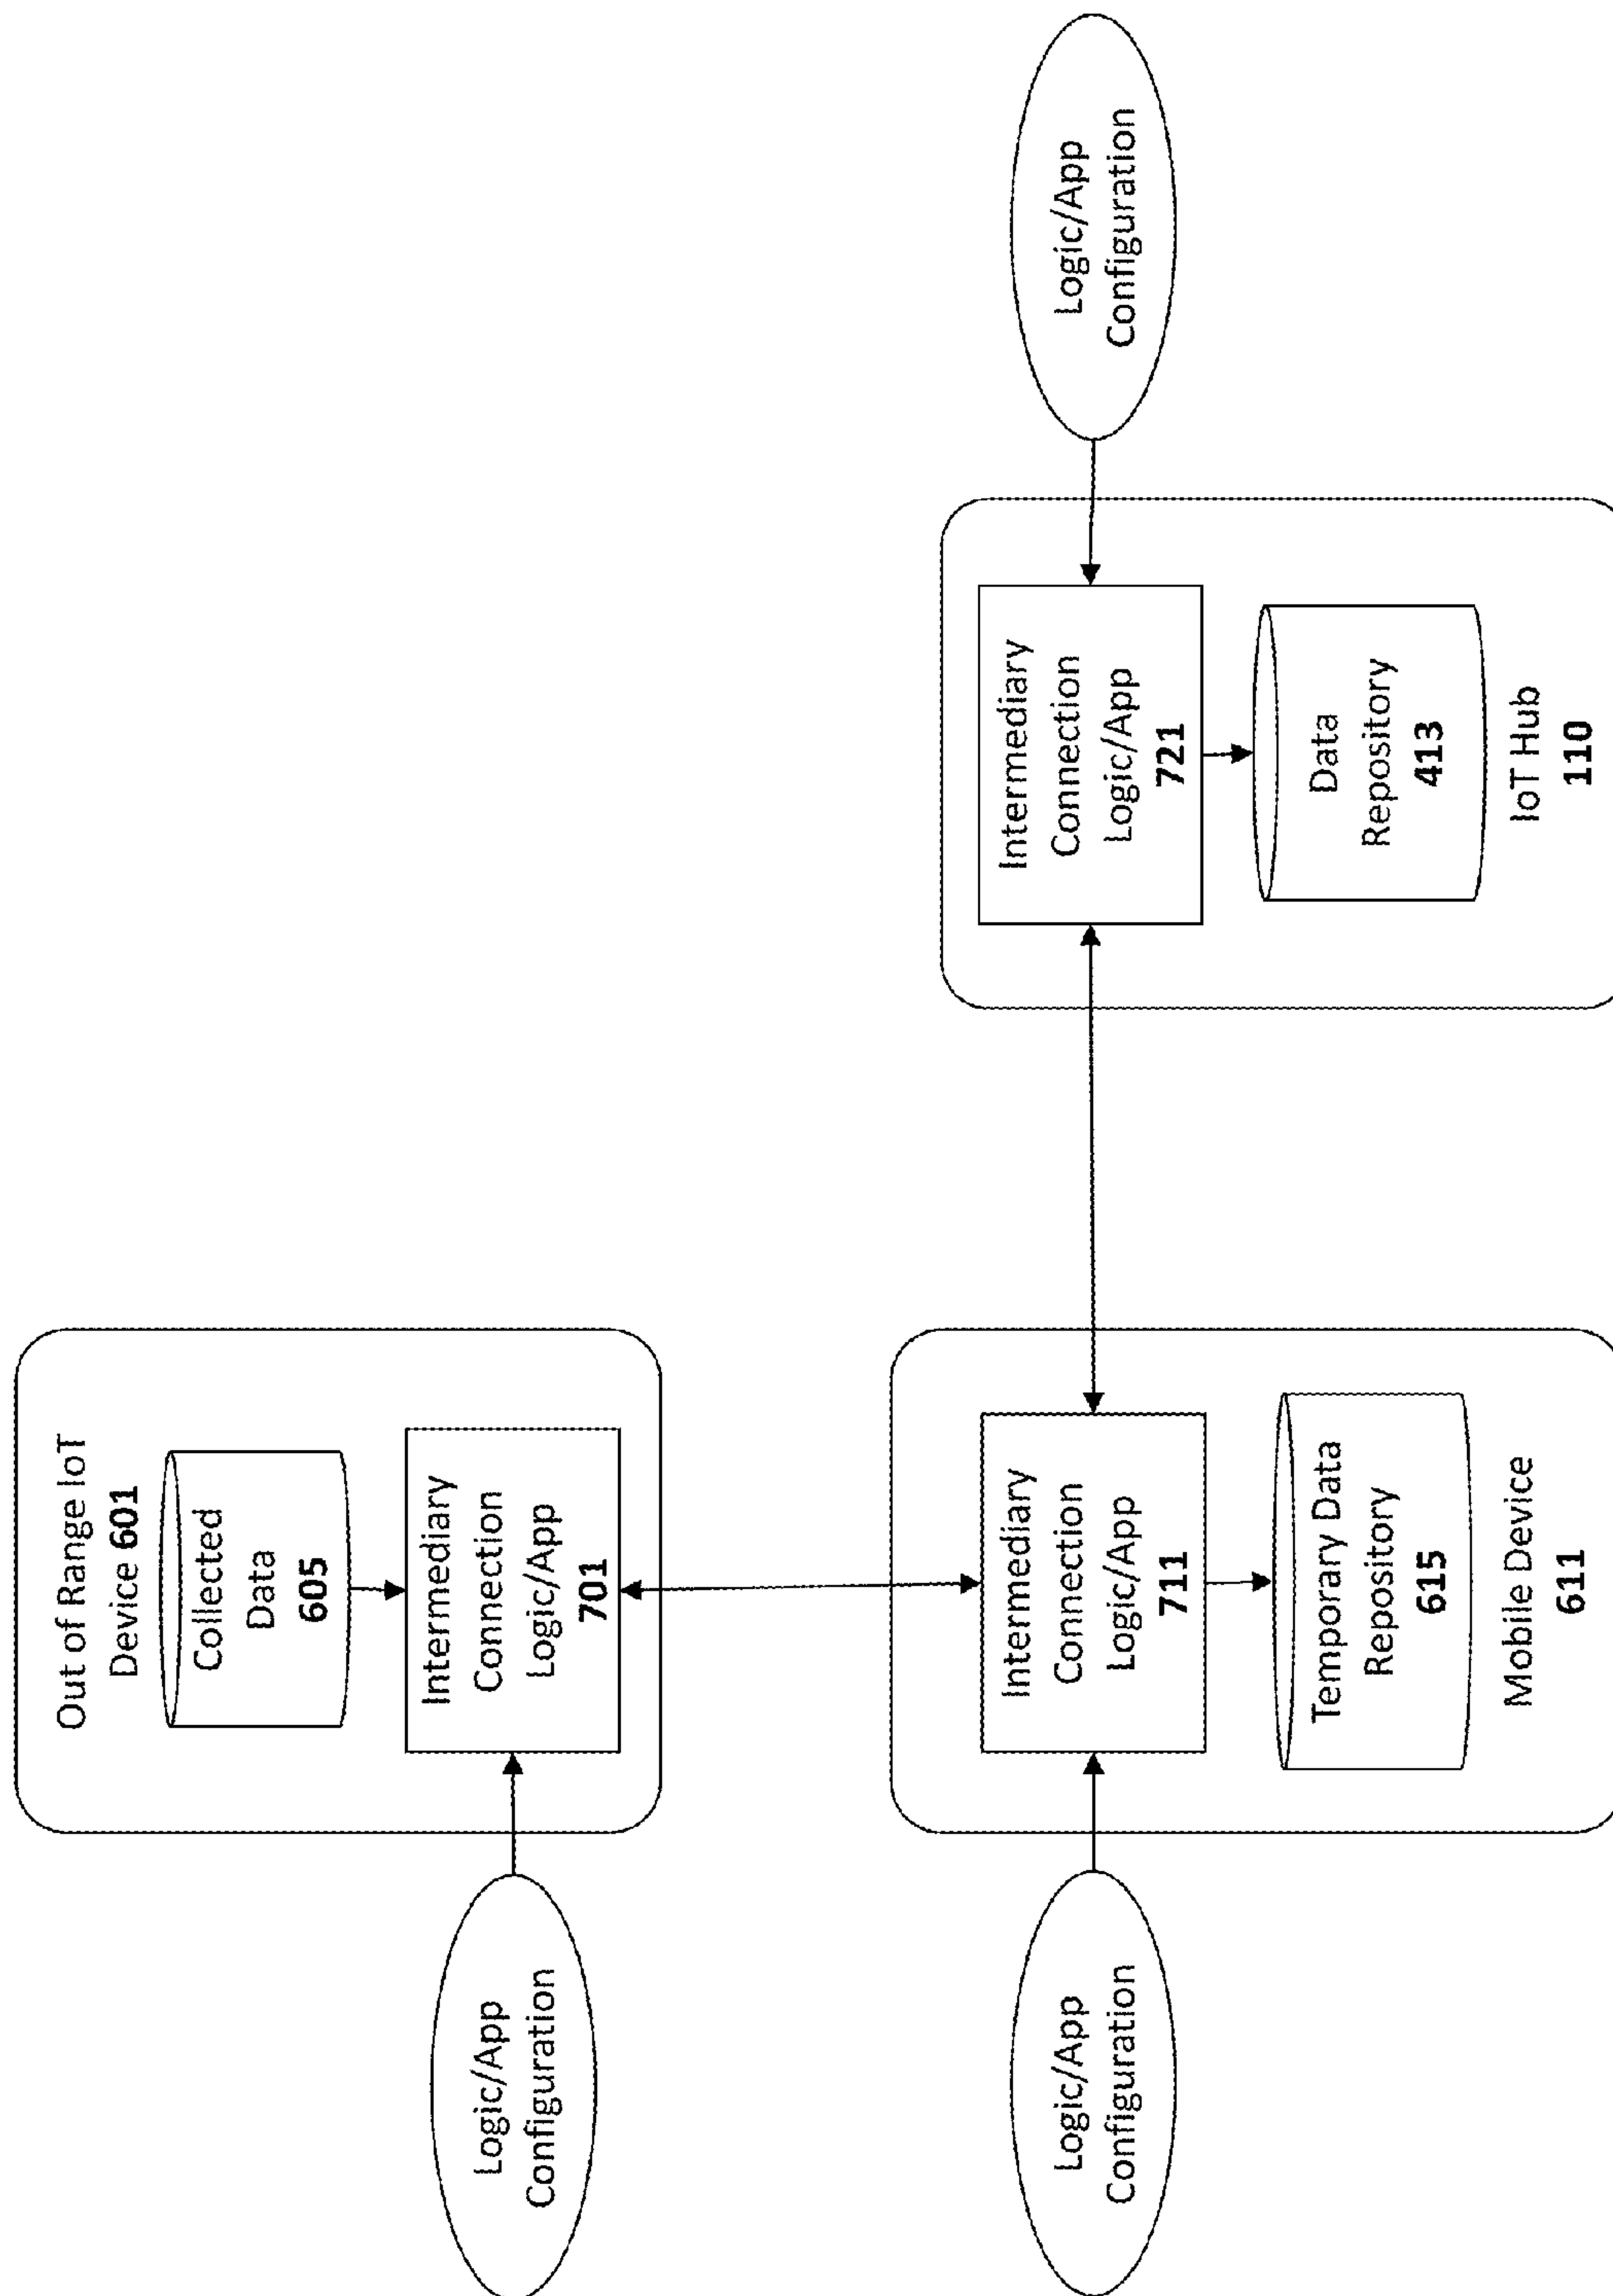 Out of Range IoT
Device 601
Collected
Data
605
Intermediary
Connection
Logic/App
701
Logic/App
Configuration
Logic/App
Configuration
Intermediary
Connection
Logic/App
711
Temporary Data
Repository
615
Mobile Device
611
Intermediary
Connection
Logic/App
721
Data
Repository
413
IoT Hub
110
Logic/App
Configuration